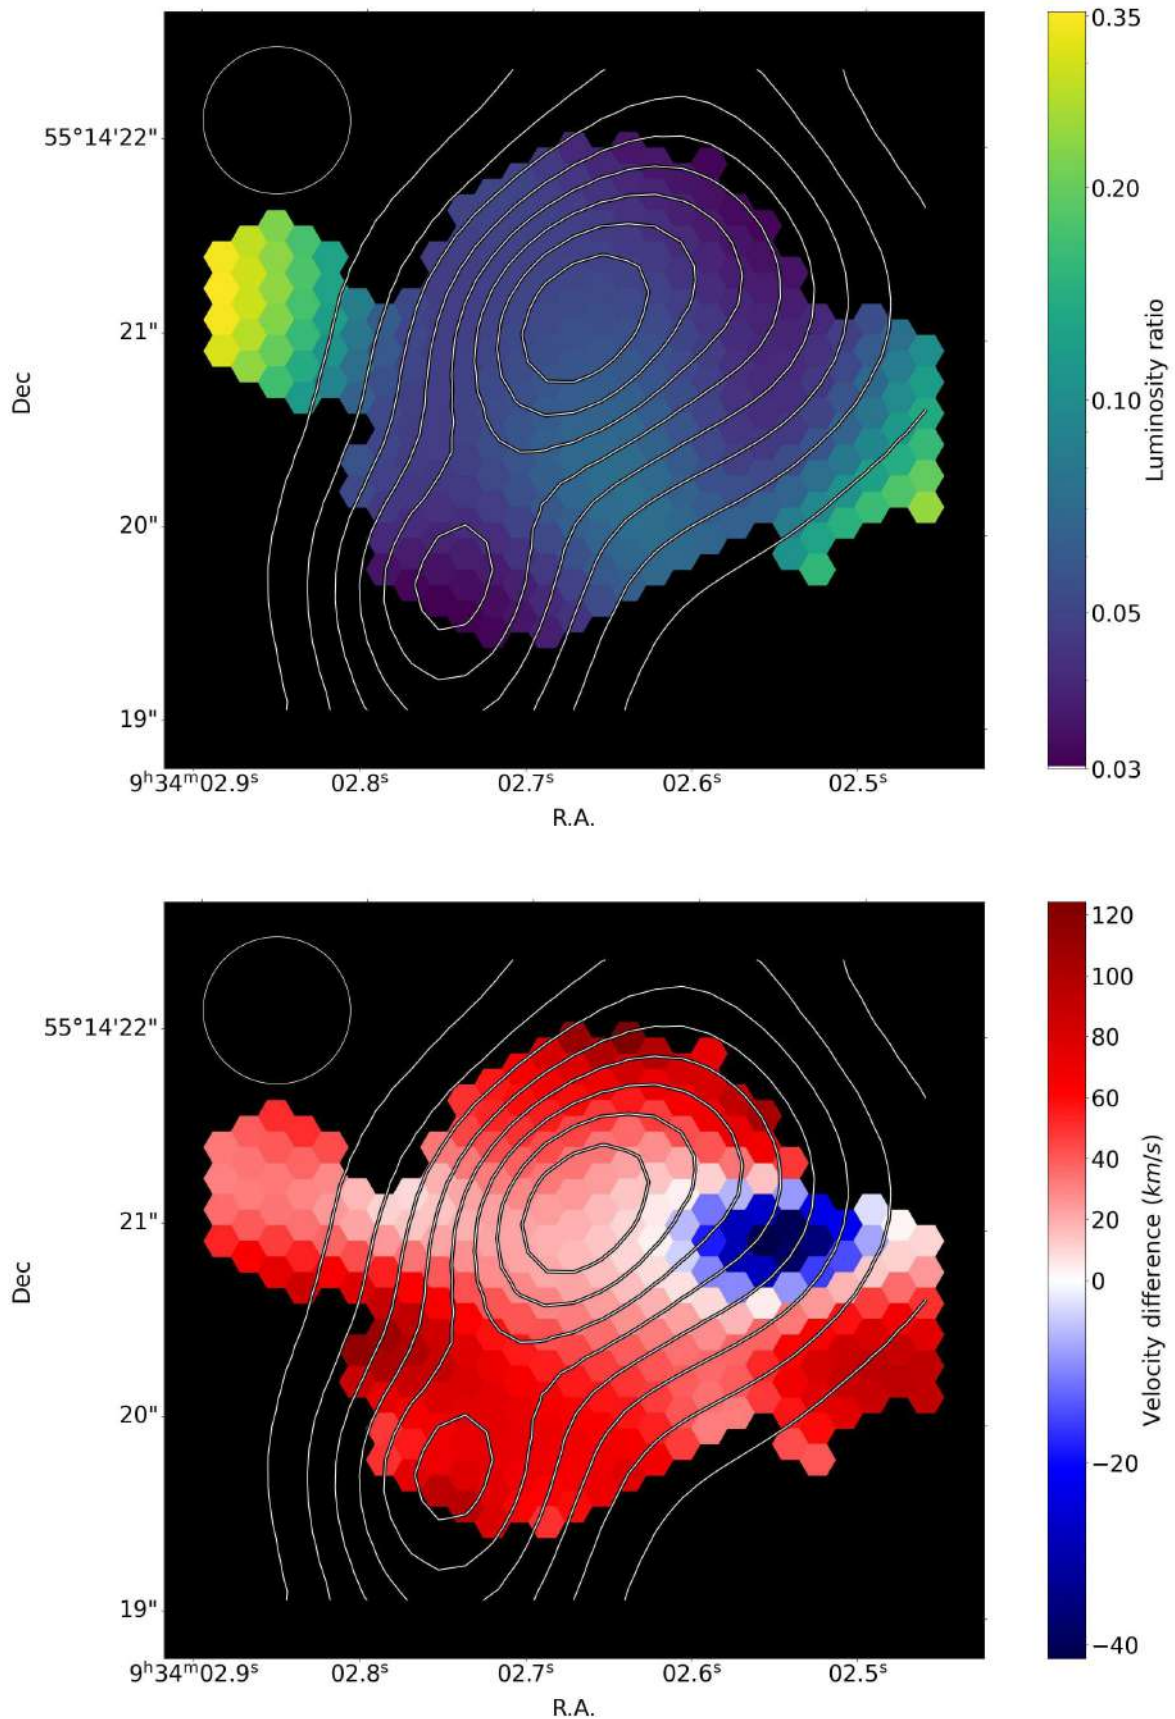 0.35
55°14'22"
0.20
21"
Dec
Luminosity ratio
0.10
20"
0.05
19"
0.03
9ʰ34ᵐ02.9ˢ 02.8ˢ 02.7ˢ 02.6ˢ 02.5ˢ
R.A.
120
100
55°14'22"
80
60
40
21"
20
Dec
0
Velocity difference (km/s)
20"
−20
19"
−40
9ʰ34ᵐ02.9ˢ 02.8ˢ 02.7ˢ 02.6ˢ 02.5ˢ
R.A.